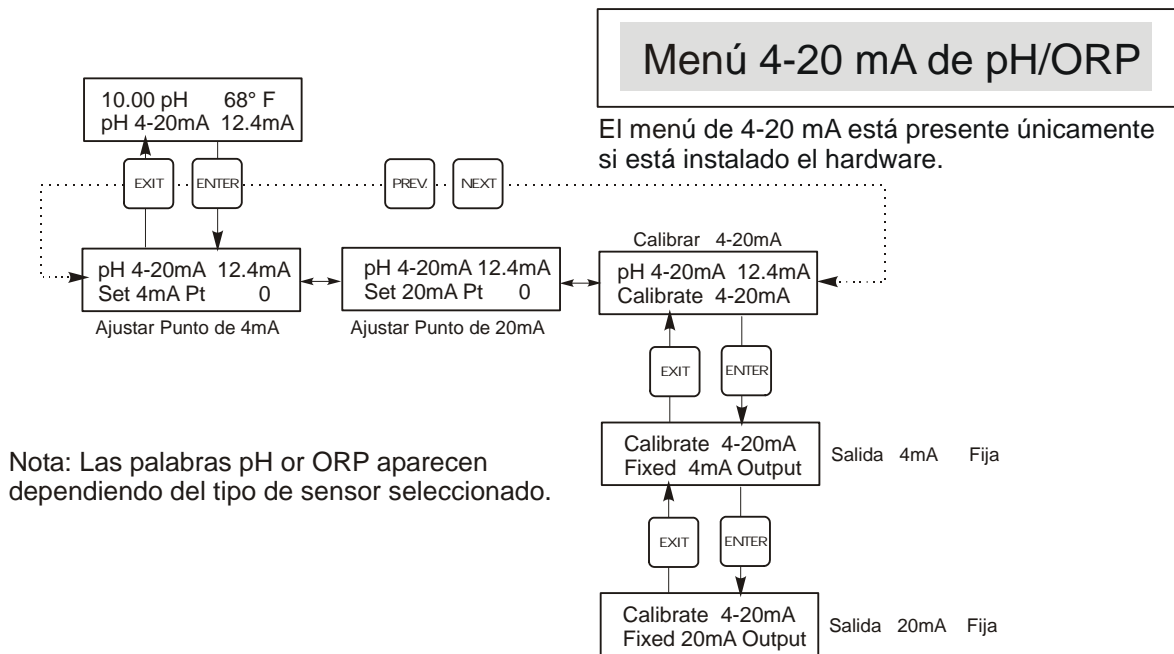 Menú 4-20 mA de pH/ORP
El menú de 4-20 mA está presente únicamente
si está instalado el hardware.
10.00 pH 68° F
pH 4-20mA 12.4mA
EXIT
ENTER
PREV.
NEXT
pH 4-20mA 12.4mA
Set 4mA Pt 0
Ajustar Punto de 4mA
pH 4-20mA 12.4mA
Set 20mA Pt 0
Ajustar Punto de 20mA
Calibrar 4-20mA
pH 4-20mA 12.4mA
Calibrate 4-20mA
EXIT
ENTER
Calibrate 4-20mA
Fixed 4mA Output
Salida 4mA Fija
Nota: Las palabras pH or ORP aparecen
dependiendo del tipo de sensor seleccionado.
EXIT
ENTER
Calibrate 4-20mA
Fixed 20mA Output
Salida 20mA Fija